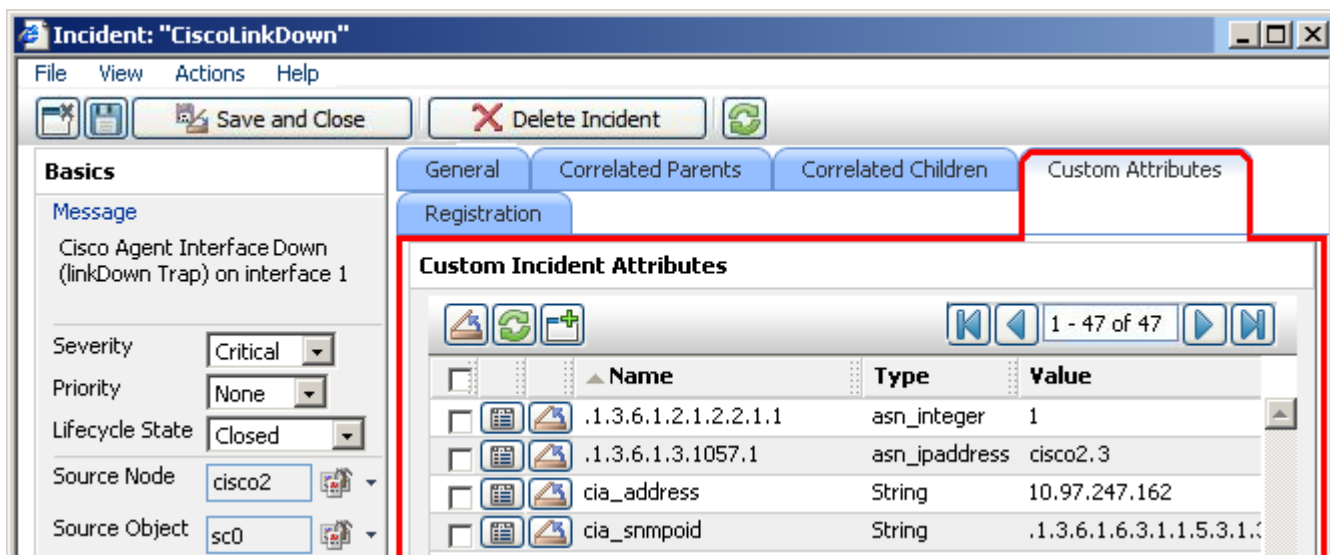 Incident: "CiscoLinkDown"
File View Actions Help
Save and Close Delete Incident
Basics
Message
Cisco Agent Interface Down
(linkDown Trap) on interface 1
Severity Critical
Priority None
Lifecycle State Closed
Source Node cisco2
Source Object sc0
General Correlated Parents Correlated Children Custom Attributes
Registration
Custom Incident Attributes
1 - 47 of 47
Name Type Value
.1.3.6.1.2.1.2.2.1.1 asn_integer 1
.1.3.6.1.3.1057.1 asn_ipaddress cisco2.3
cia_address String 10.97.247.162
cia_snmpoid String .1.3.6.1.6.3.1.1.5.3.1.